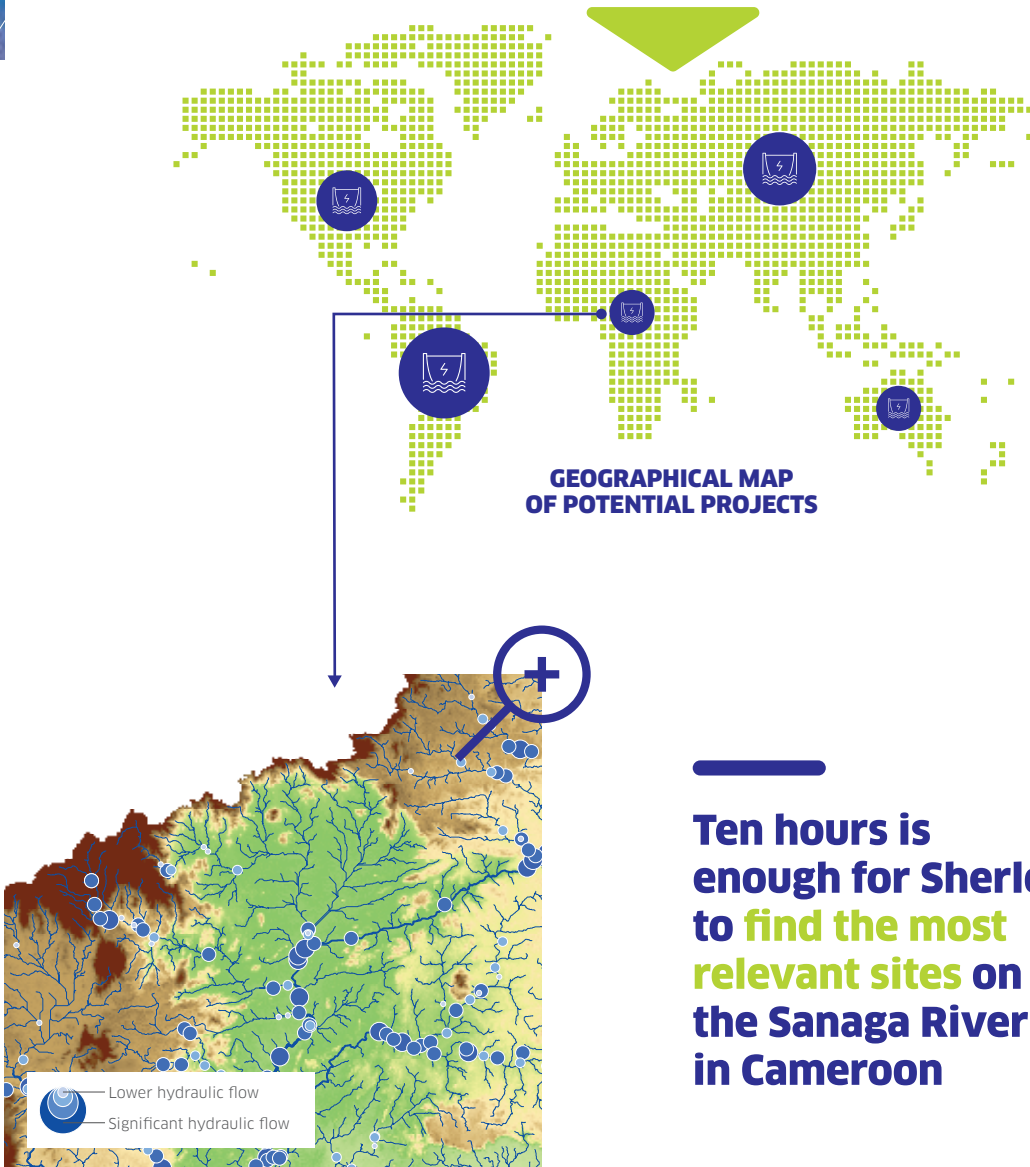 GEOGRAPHICAL MAP
OF POTENTIAL PROJECTS
Ten hours is
enough for
to find the most
relevant sites on
the Sanaga River
in Cameroon
Lower hydraulic flow
Significant hydraulic flow